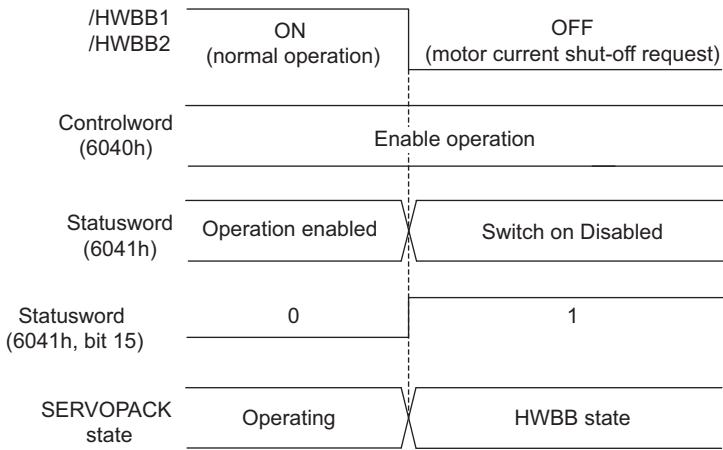 /HWBB1
/HWBB2
ON
(normal operation)
OFF
(motor current shut-off request)
Controlword
(6040h)
Enable operation
Statusword
(6041h)
Operation enabled
Switch on Disabled
Statusword
(6041h, bit 15)
0
1
SERVOPACK
state
Operating
HWBB state